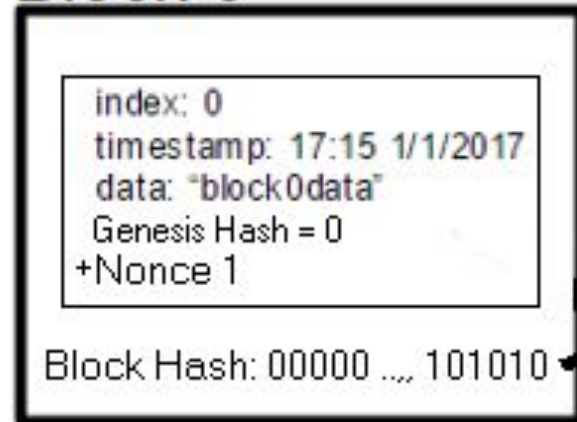 index: 0
timestamp: 17:15 1/1/2017
data: “block0data”
Genesis Hash = 0
+Nonce 1
Block Hash: 00000 ..,, 101010